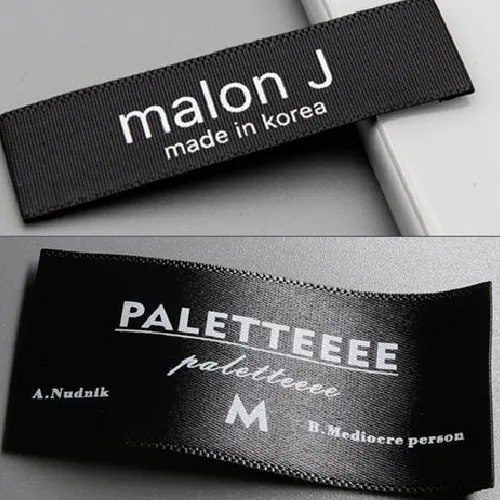 malon J
made in korea
PALETTEEEE
paletteeee
A.Nudnik
M
B.Mediocre person